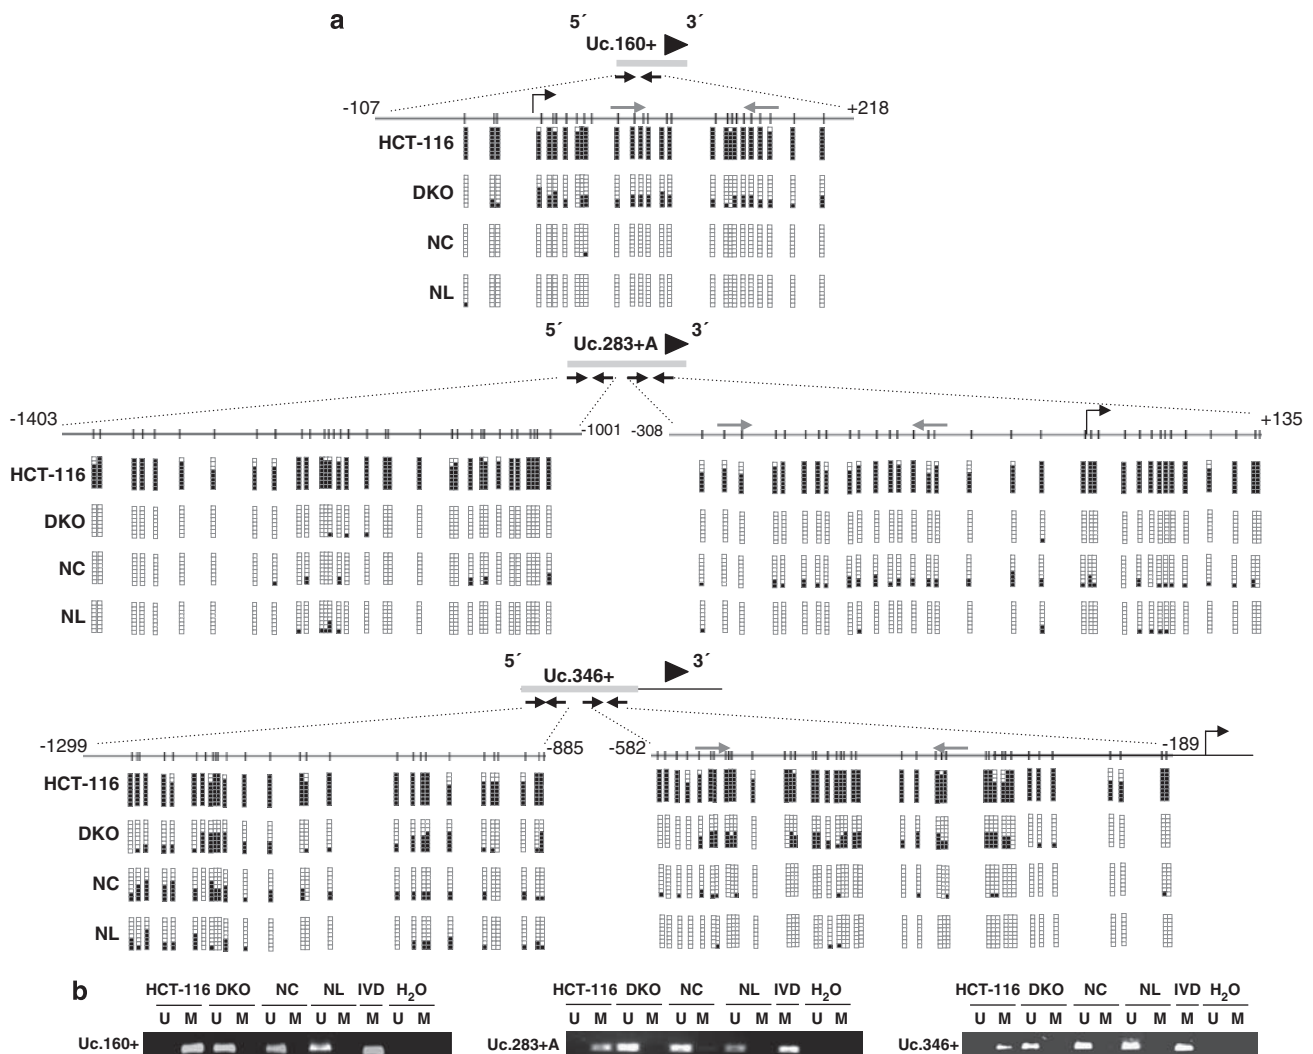 a
5´ 3´
Uc.160+
-107 +218
HCT-116
DKO
NC
NL
5´ 3´
Uc.283+A
-1403 -1001 -308 +135
HCT-116
DKO
NC
NL
5´ 3´
Uc.346+
-1299 -885 -582 -189
HCT-116
DKO
NC
NL
b
HCT-116 DKO NC NL IVD H2O
U M U M U M U M M U M
Uc.160+
HCT-116 DKO NC NL IVD H2O
U M U M U M U M M U M
Uc.283+A
HCT-116 DKO NC NL IVD H2O
U M U M U M U M M U M
Uc.346+